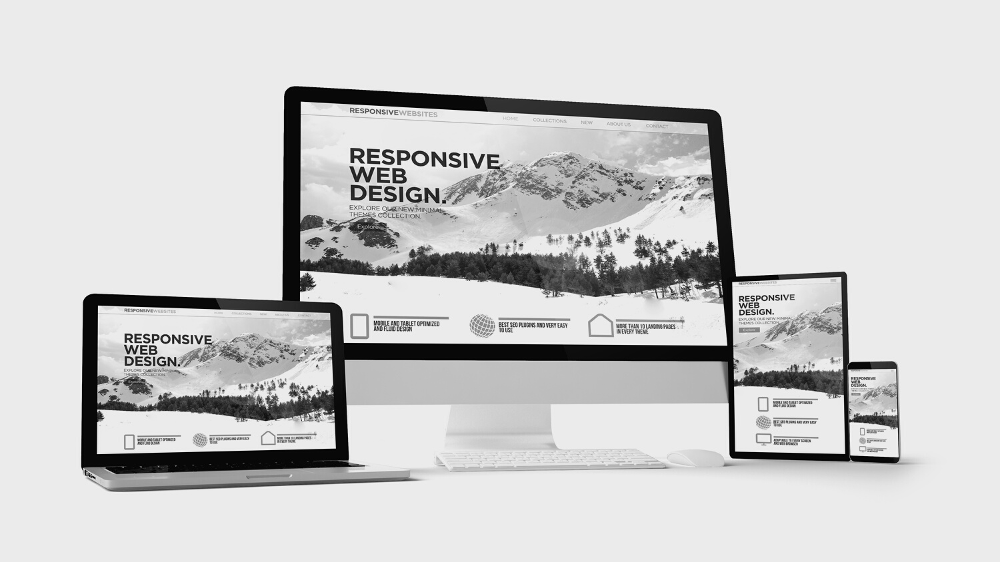 RESPONSIVEWEBSITES
HOME COLLECTIONS NEW ABOUT US CONTACT
RESPONSIVE
WEB
DESIGN.
EXPLORE OUR NEW MINIMAL
THEMES COLLECTION.
Explore
MOBILE AND TABLET OPTIMIZED
AND FLUID DESIGN
BEST SEO PLUGINS AND VERY EASY
TO USE
MORE THAN 10 LANDING PAGES
IN EVERY THEME
RESPONSIVEWEBSITES
HOME COLLECTIONS NEW ABOUT US CONTACT
RESPONSIVE
WEB
DESIGN.
EXPLORE OUR NEW MINIMAL
THEMES COLLECTION.
Explore
MOBILE AND TABLET OPTIMIZED
AND FLUID DESIGN
BEST SEO PLUGINS AND VERY EASY
TO USE
MORE THAN 10 LANDING PAGES
IN EVERY THEME
RESPONSIVEWEBSITES
RESPONSIVE
WEB
DESIGN.
EXPLORE OUR NEW MINIMAL
THEMES COLLECTION.
Explore
MOBILE AND TABLET OPTIMIZED
AND FLUID DESIGN
BEST SEO PLUGINS AND VERY EASY
TO USE
ADAPTABLE TO EVERY SCREEN
AND WEB BROWSER
RESPONSIVE
WEB
DESIGN.